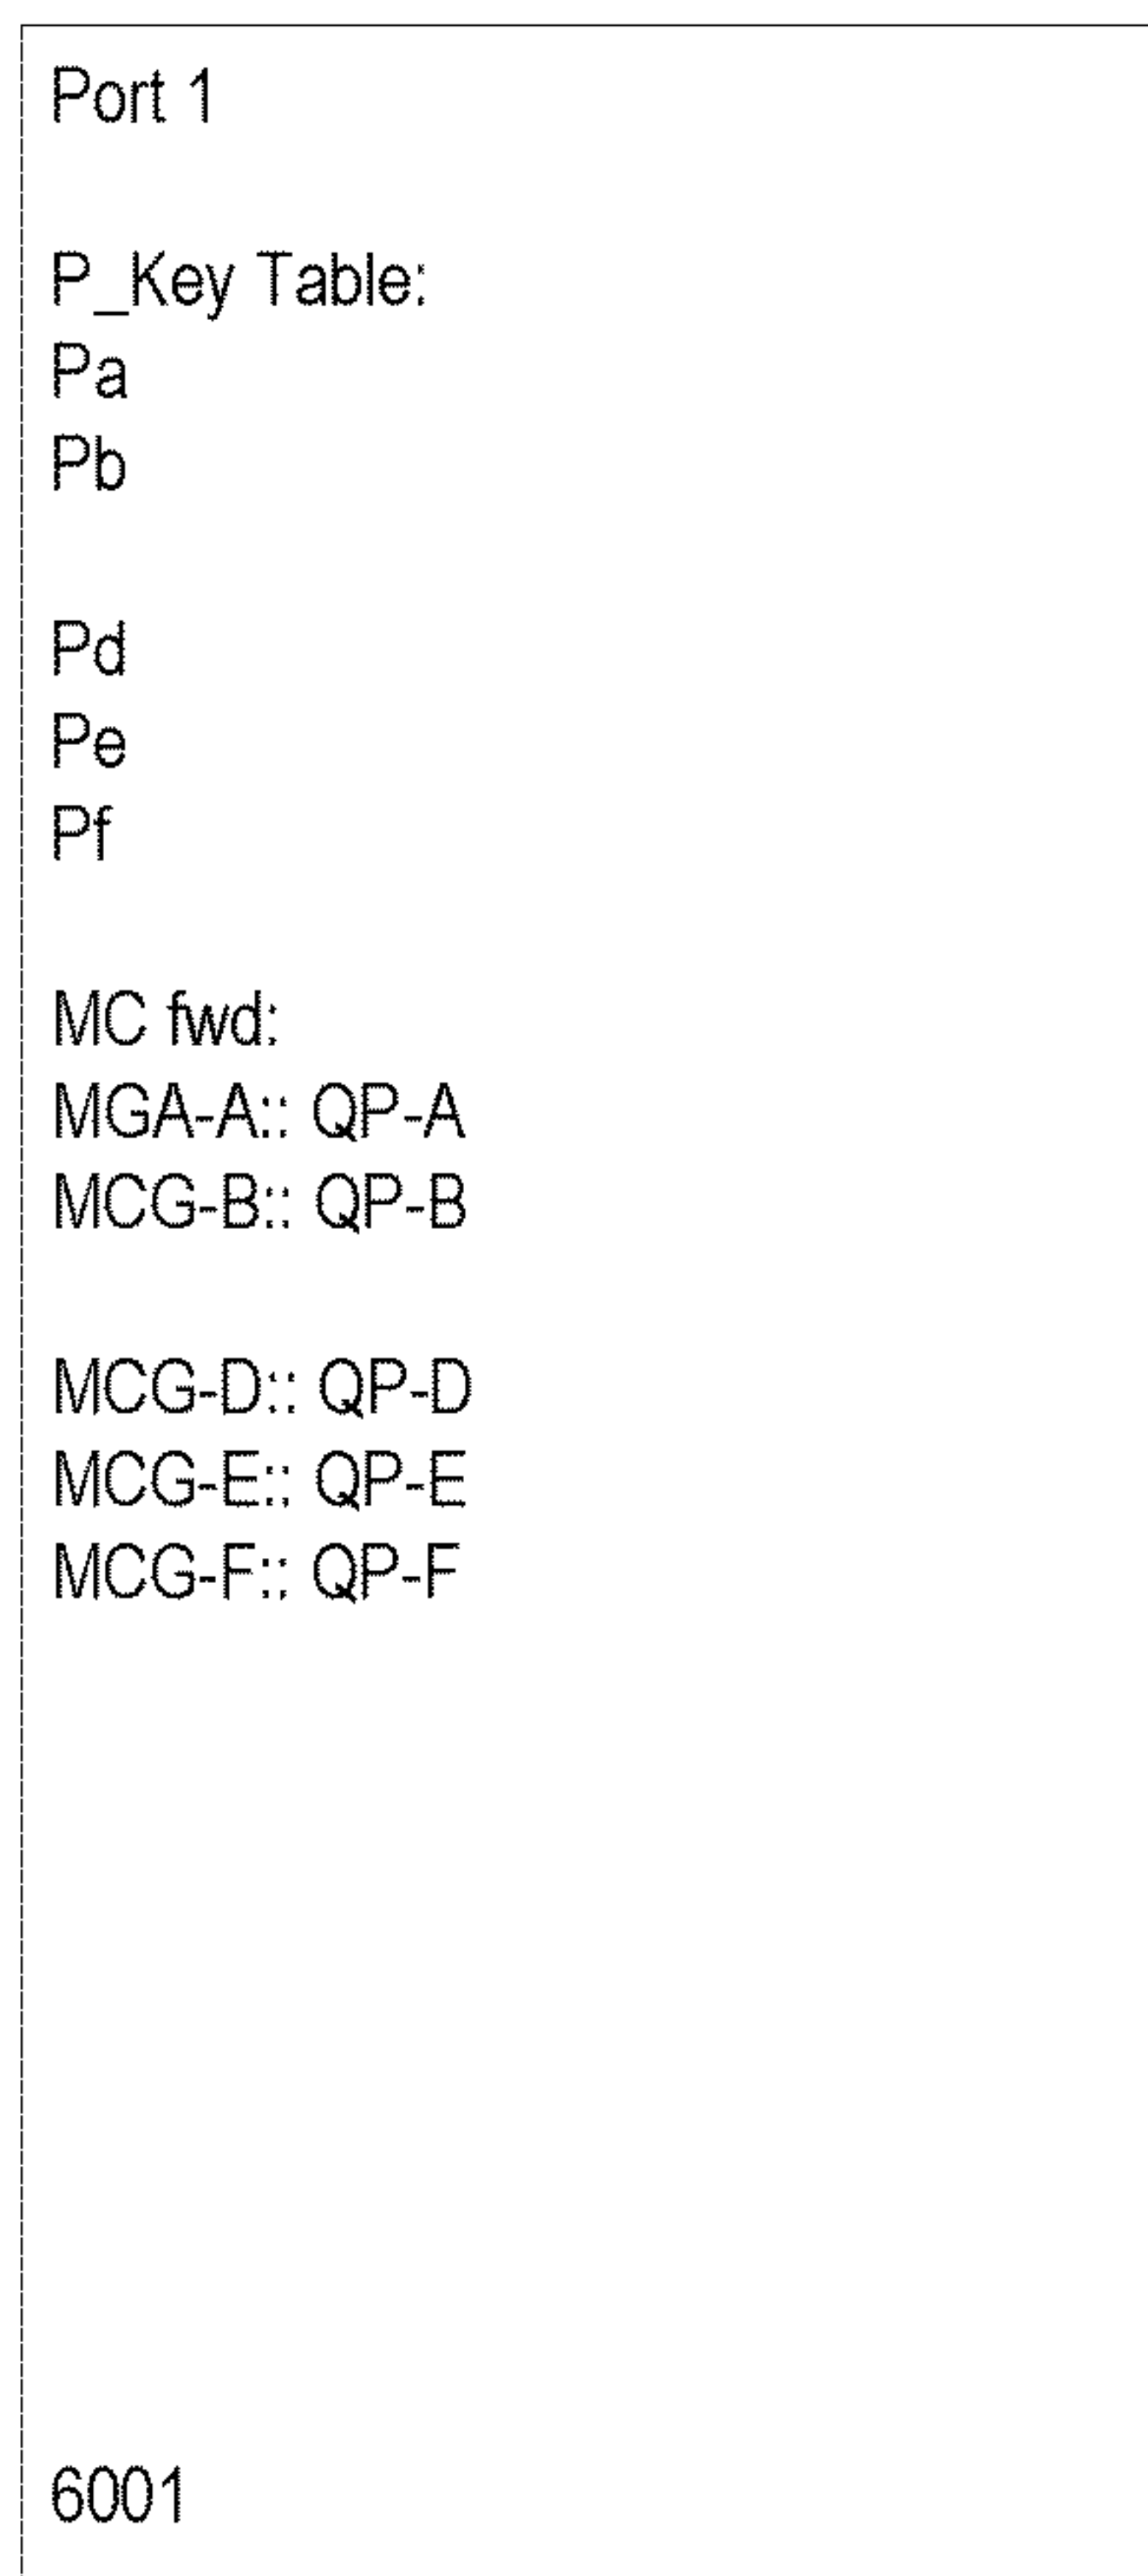 Port 1
P_Key Table:
Pa
Pb
Pd
Pe
Pf
MC fwd:
MGA-A:: QP-A
MCG-B:: QP-B
MCG-D:: QP-D
MCG-E:: QP-E
MCG-F:: QP-F
6001